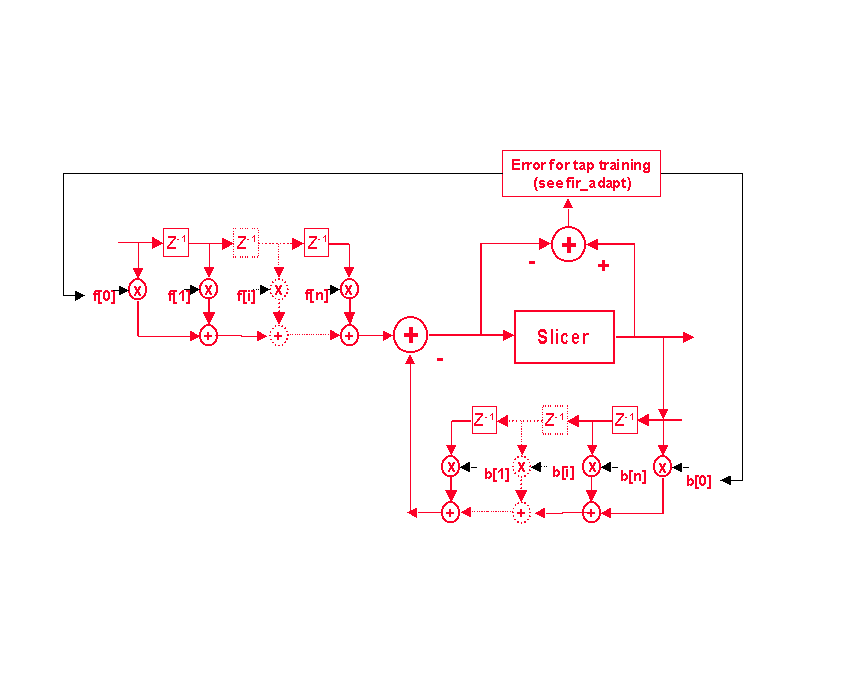 Error for tap training
(see fir_adapt)
Z-1 Z-1 Z-1
+
- +
f[0] X f[1] X f[i] X f[n] X
+ + + + Slicer
-
Z-1 Z-1 Z-1
X b[1] X b[i] X b[n] X b[0]
+ + +